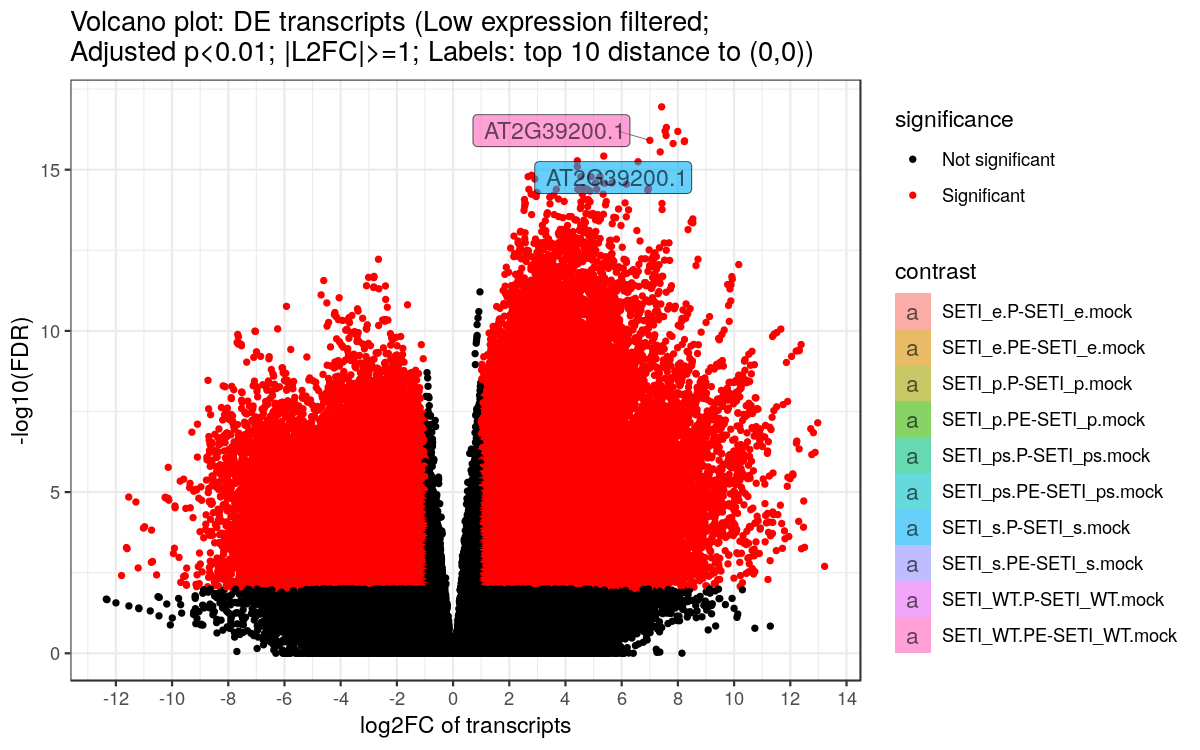 Volcano plot: DE transcripts (Low expression filtered;
Adjusted p<0.01; |L2FC|>=1; Labels: top 10 distance to (0,0))
-log10(FDR)
15
10
5
0
AT2G39200.1
AT2G39200.1
-12 -10 -8 -6 -4 -2 0 2 4 6 8 10 12 14
log2FC of transcripts
significance
Not significant
Significant
contrast
a SETI_e.P-SETI_e.mock
a SETI_e.PE-SETI_e.mock
a SETI_p.P-SETI_p.mock
a SETI_p.PE-SETI_p.mock
a SETI_ps.P-SETI_ps.mock
a SETI_ps.PE-SETI_ps.mock
a SETI_s.P-SETI_s.mock
a SETI_s.PE-SETI_s.mock
a SETI_WT.P-SETI_WT.mock
a SETI_WT.PE-SETI_WT.mock